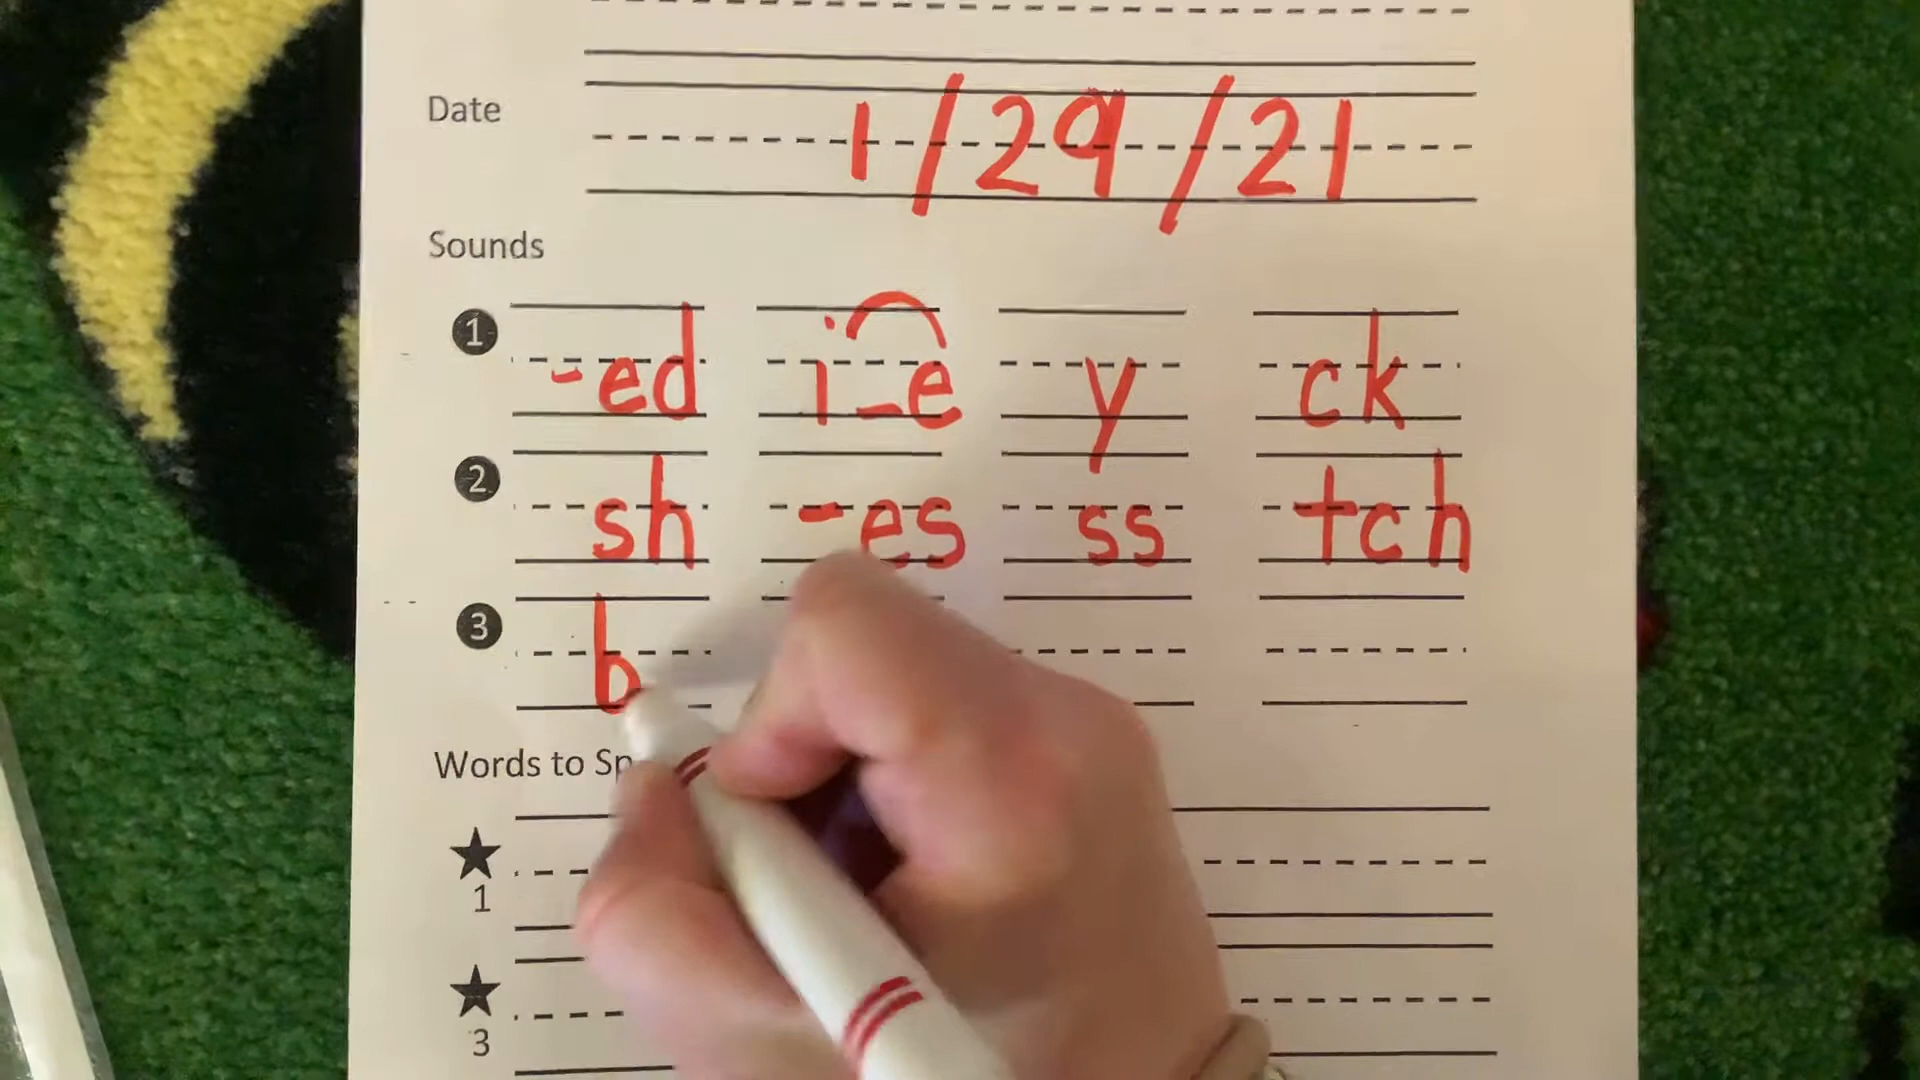 Date 1/29/21
Sounds
1 -ed i_e y ck
2 sh -es ss tch
3 b
Words to Sp
1
3